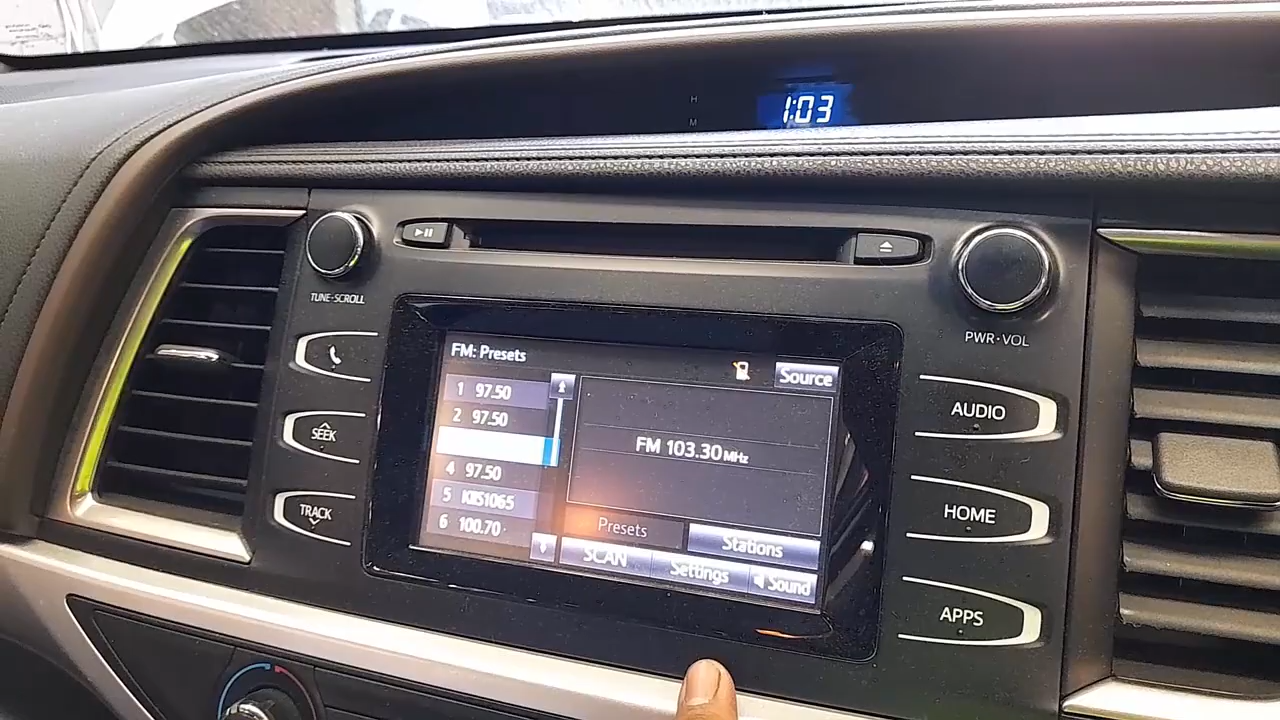 H
M
1:03
TUNE·SCROLL
PWR·VOL
FM: Presets
Source
1 97.50
2 97.50
4 97.50
5 KIIS1065
6 100.70
FM 103.30 MHz
Presets
Stations
SCAN
Settings
Sound
SEEK
TRACK
AUDIO
HOME
APPS